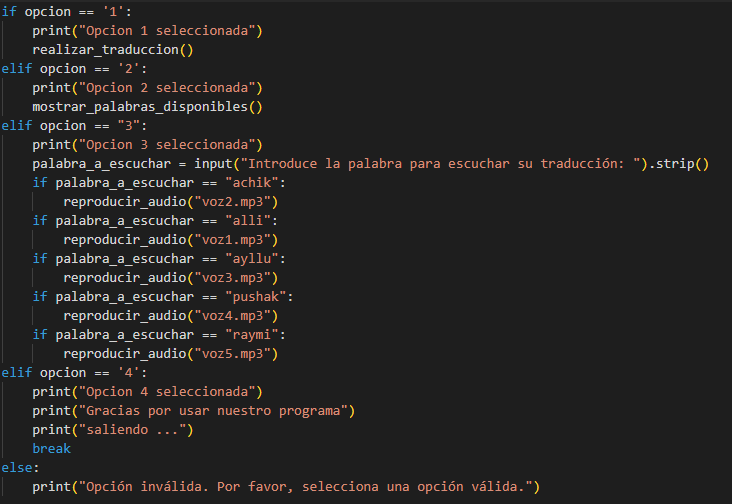 if opcion == '1':
    print("Opcion 1 seleccionada")
    realizar_traduccion()
elif opcion == '2':
    print("Opcion 2 seleccionada")
    mostrar_palabras_disponibles()
elif opcion == "3":
    print("Opcion 3 seleccionada")
    palabra_a_escuchar = input("Introduce la palabra para escuchar su traducción: ").strip()
    if palabra_a_escuchar == "achik":
        reproducir_audio("voz2.mp3")
    if palabra_a_escuchar == "alli":
        reproducir_audio("voz1.mp3")
    if palabra_a_escuchar == "ayllu":
        reproducir_audio("voz3.mp3")
    if palabra_a_escuchar == "pushak":
        reproducir_audio("voz4.mp3")
    if palabra_a_escuchar == "raymi":
        reproducir_audio("voz5.mp3")
elif opcion == '4':
    print("Opcion 4 seleccionada")
    print("Gracias por usar nuestro programa")
    print("saliendo ...")
    break
else:
    print("Opción inválida. Por favor, selecciona una opción válida.")